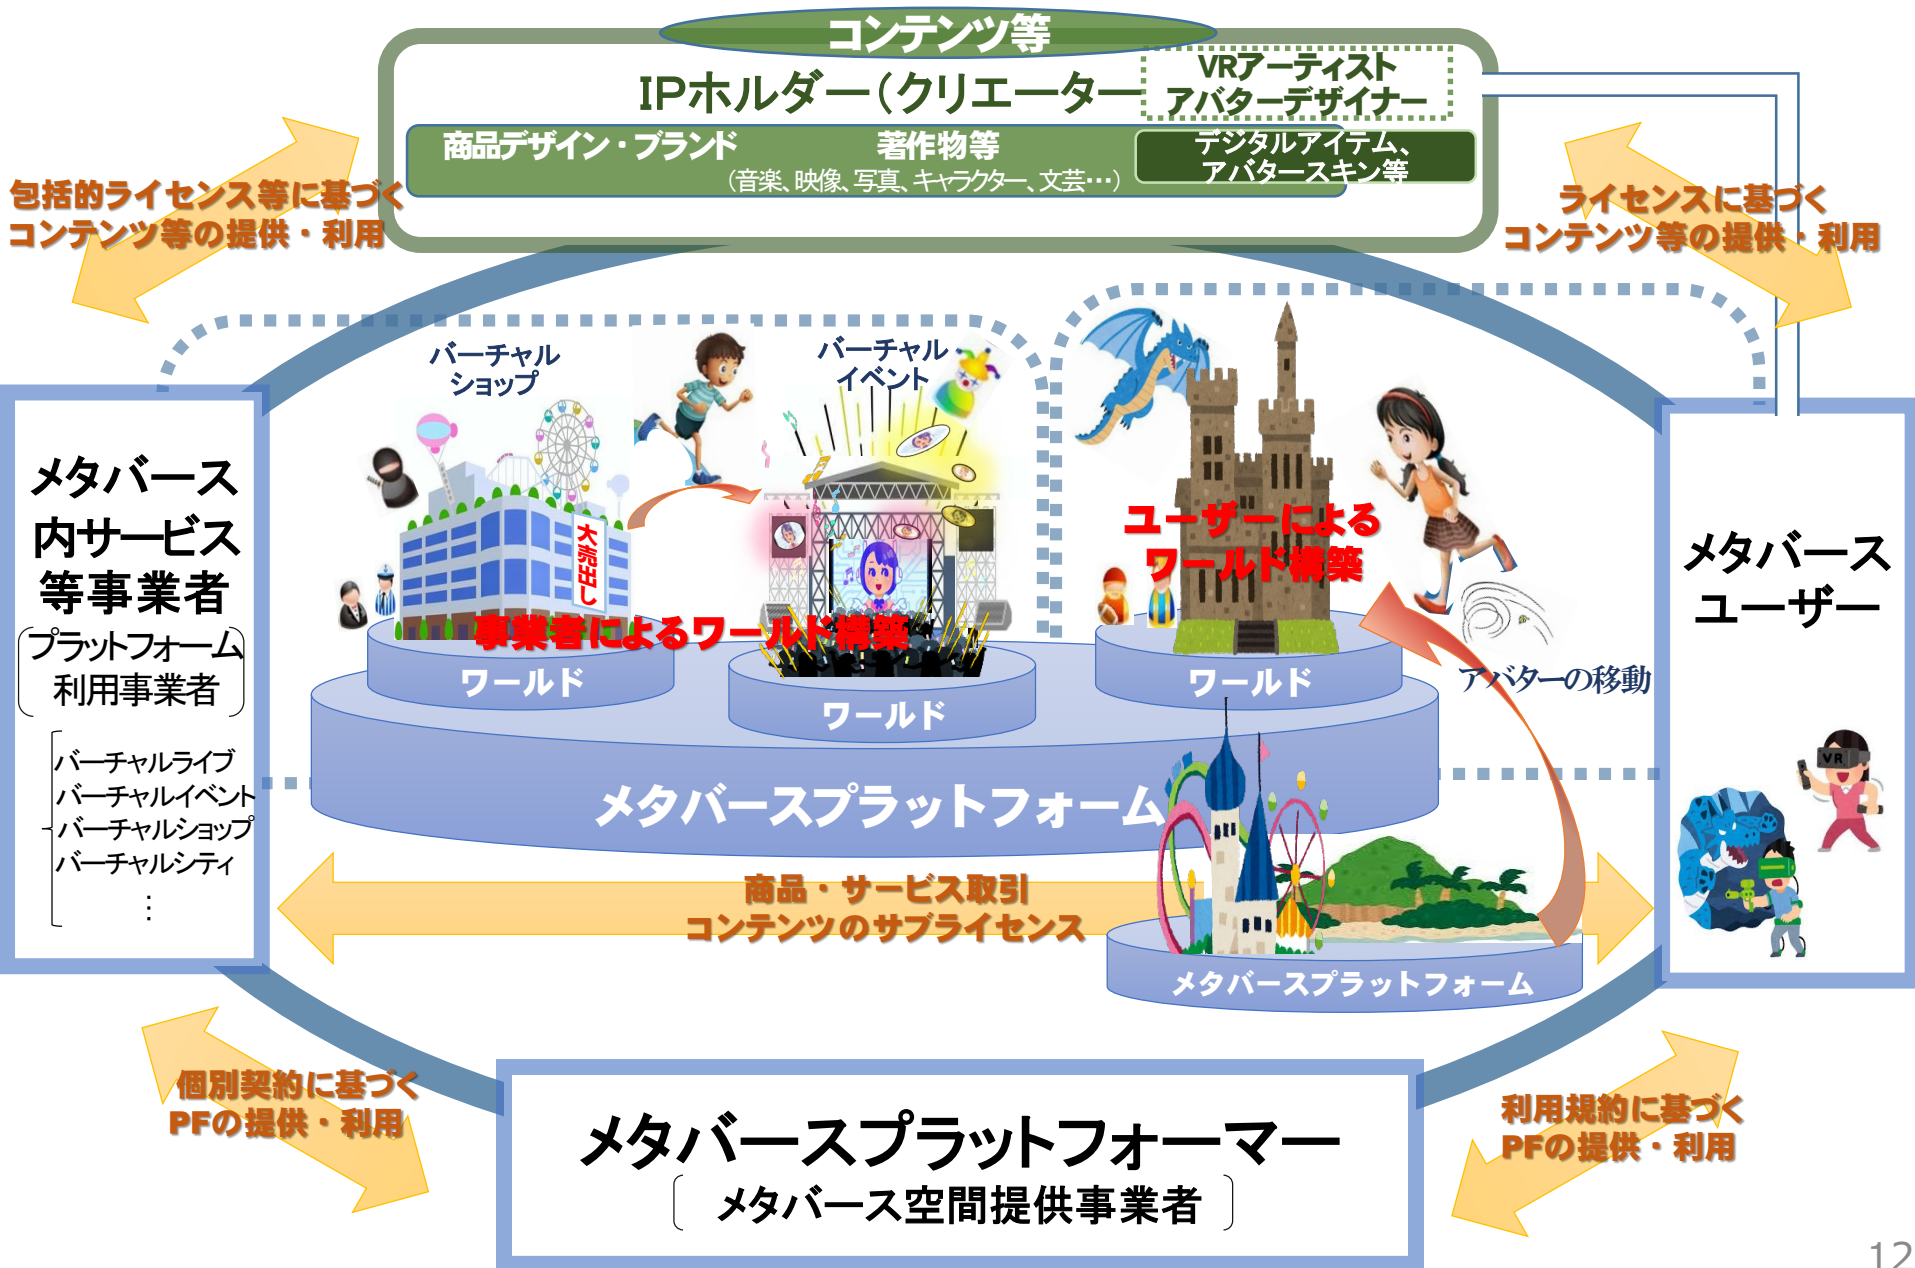 コンテンツ等
IPホルダー(クリエーター
VRアーティスト
アバターデザイナー
商品デザイン・ブランド
著作物等
(音楽、映像、写真、キャラクター、文芸…)
デジタルアイテム、
アバタースキン等
包括的ライセンス等に基づく
コンテンツ等の提供・利用
ライセンスに基づく
コンテンツ等の提供・利用
バーチャル
ショップ
バーチャル
イベント
大売出し
事業者によるワールド構築
ユーザーによる
ワールド構築
ワールド
ワールド
ワールド
アバターの移動
メタバースプラットフォーム
メタバース
内サービス
等事業者
プラットフォーム
利用事業者
バーチャルライブ
バーチャルイベント
バーチャルショップ
バーチャルシティ
⋮
メタバース
ユーザー
VR
商品・サービス取引
コンテンツのサブライセンス
メタバースプラットフォーム
個別契約に基づく
PFの提供・利用
利用規約に基づく
PFの提供・利用
メタバースプラットフォーマー
メタバース空間提供事業者
12